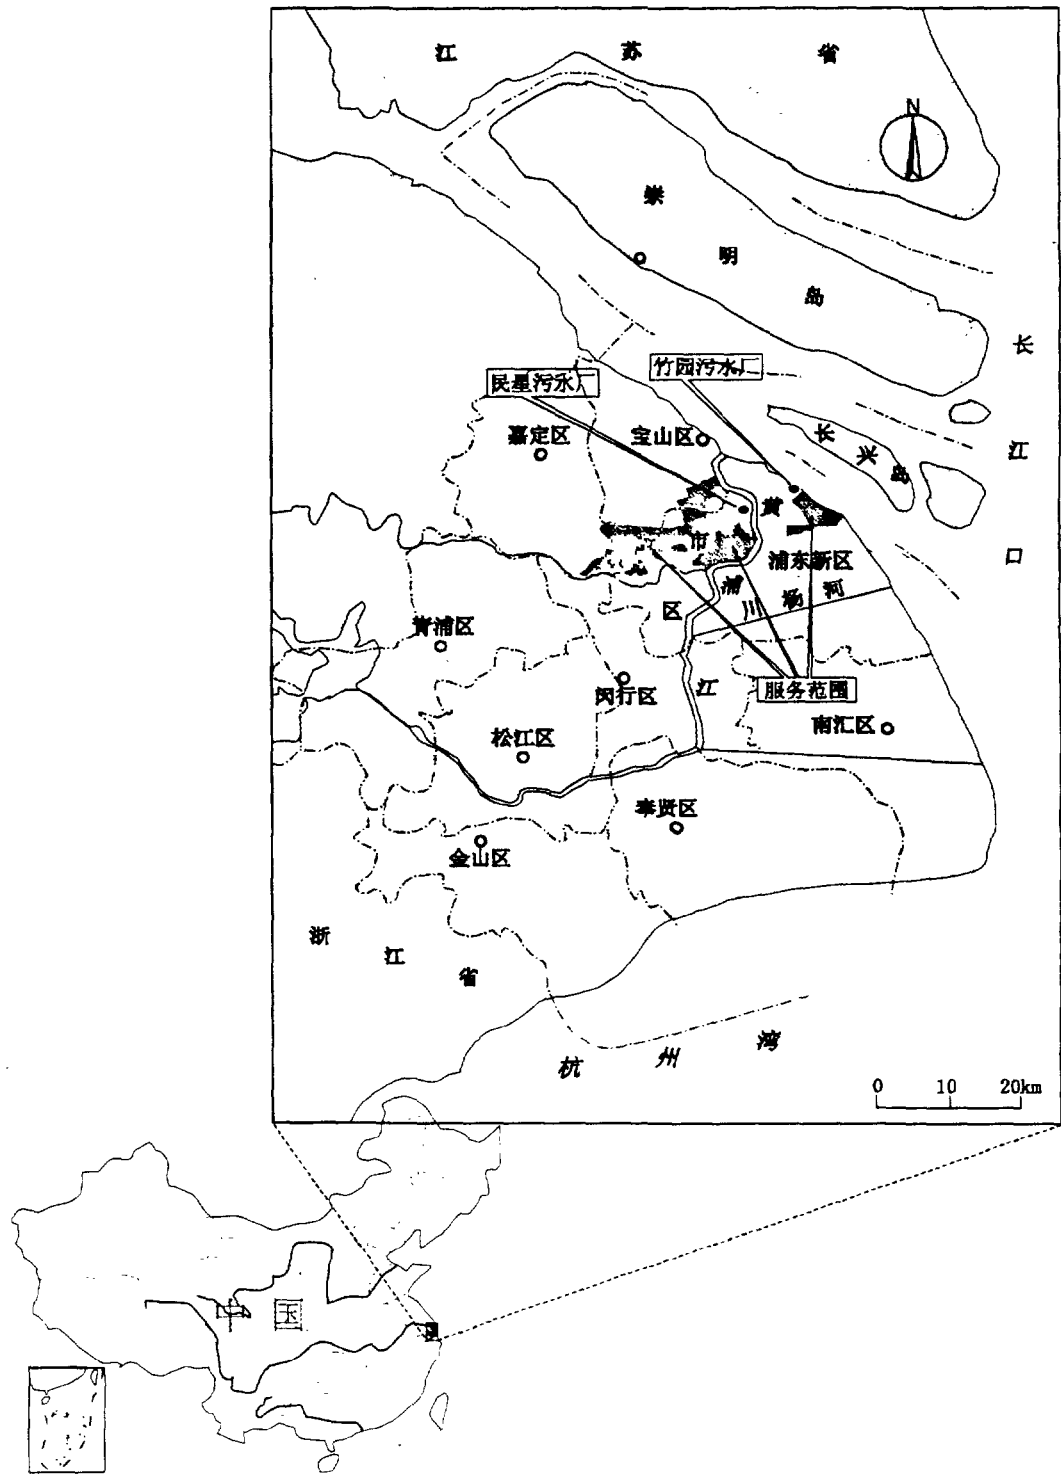 江苏省
N
崇明岛
长江口
竹园污水厂
民星污水厂
嘉定区
宝山区
长兴岛
黄浦江
市区
浦东新区
川杨河
青浦区
闵行区
服务范围
南汇区
松江区
奉贤区
金山区
浙江省
杭州湾
0 10 20km
中国